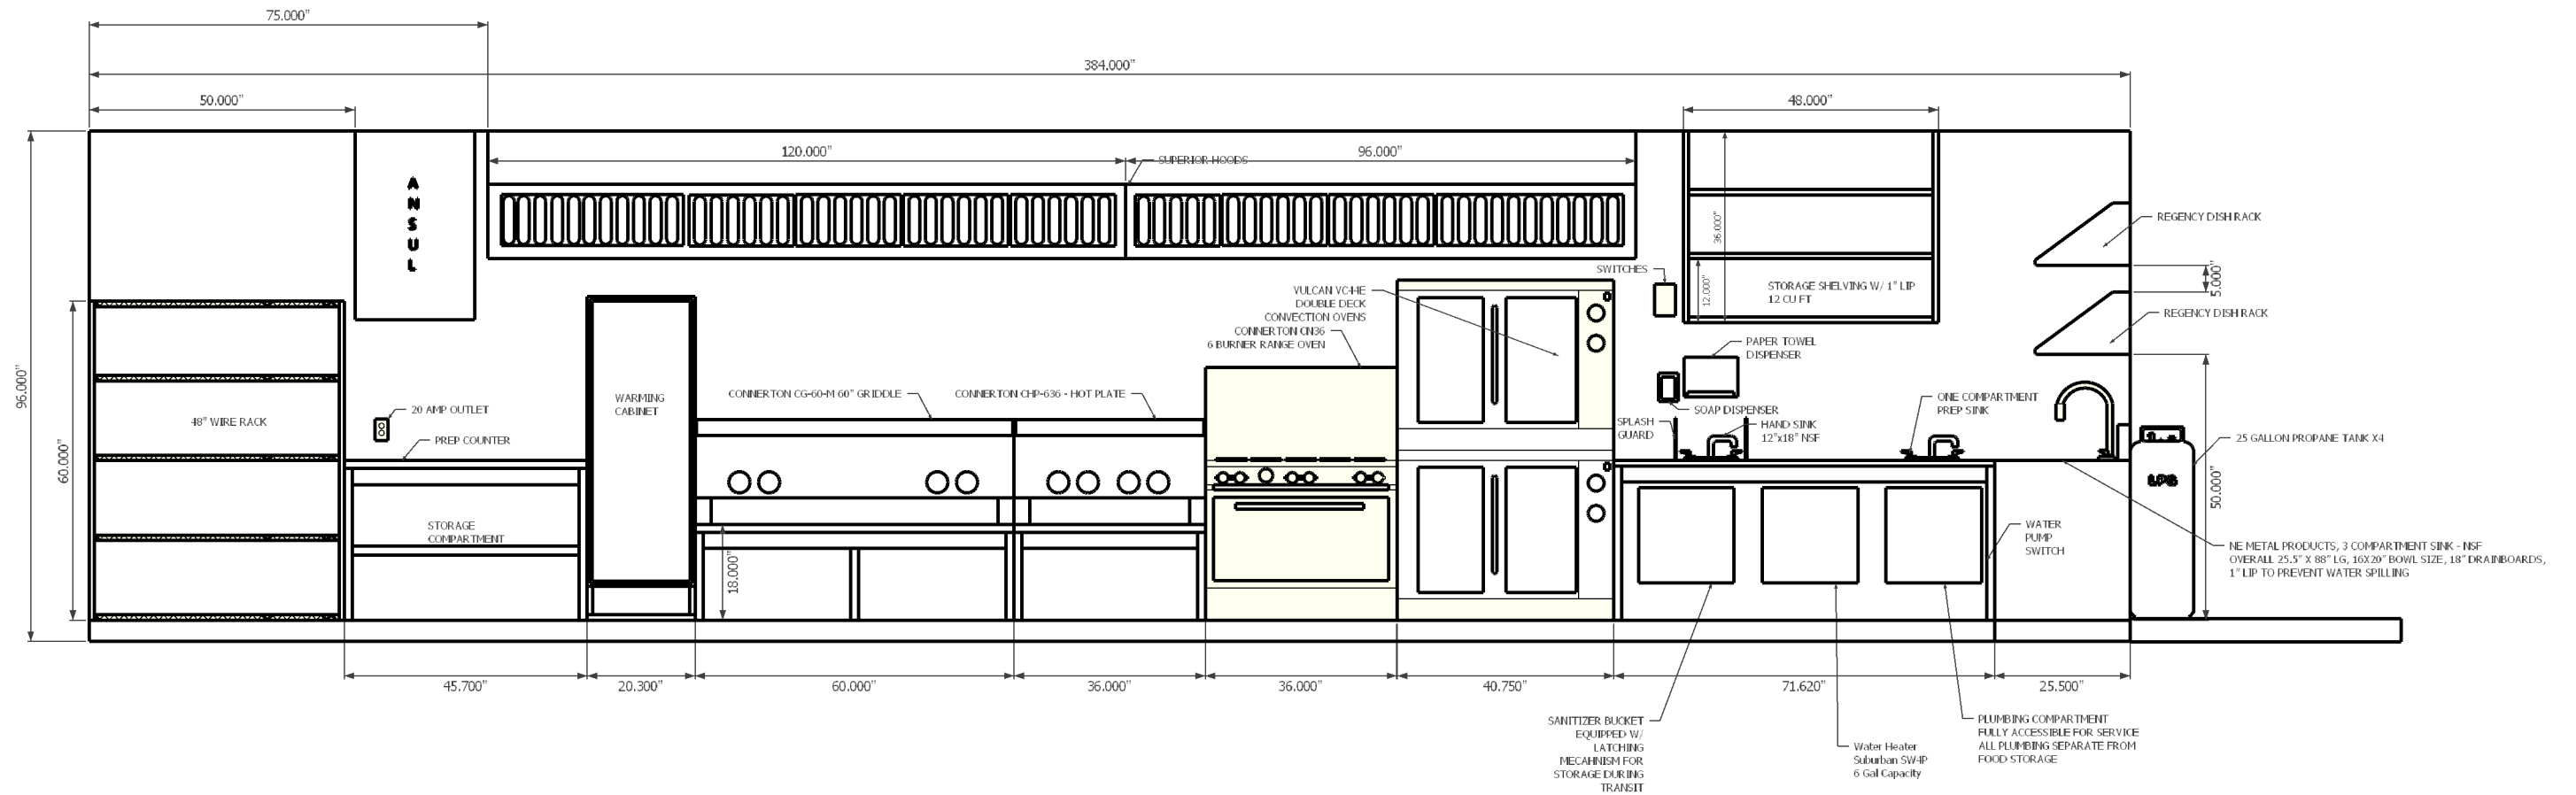 75.000"
384.000"
50.000"
48.000"
120.000"
SUPERIOR HOODS
96.000"
A
N
S
U
L
36.000"
REGENCY DISH RACK
SWITCHES
5.000"
12.000"
STORAGE SHELVING W/ 1" LIP
12 CU FT
VULCAN VC44E
DOUBLE DECK
CONVECTION OVENS
REGENCY DISH RACK
CONNERTON CN36
6 BURNER RANGE OVEN
PAPER TOWEL
DISPENSER
96.000"
WARMING
CABINET
CONNERTON CG-60-M 60" GRIDDLE
CONNERTON CHP-636 - HOT PLATE
ONE COMPARTMENT
PREP SINK
20 AMP OUTLET
SOAP DISPENSER
48" WIRE RACK
SPLASH
GUARD
HAND SINK
12"x18" NSF
PREP COUNTER
25 GALLON PROPANE TANK X4
60.000"
LPG
50.000"
STORAGE
COMPARTMENT
WATER
PUMP
SWITCH
NE METAL PRODUCTS, 3 COMPARTMENT SINK - NSF
OVERALL 25.5" X 88" LG, 16X20" BOWL SIZE, 18" DRAINBOARDS,
1" LIP TO PREVENT WATER SPILLING
18.000"
45.700"
20.300"
60.000"
36.000"
36.000"
40.750"
71.620"
25.500"
SANITIZER BUCKET
EQUIPPED W/
LATCHING
MECAHNISM FOR
STORAGE DURING
TRANSIT
Water Heater
Suburban SW4P
6 Gal Capacity
PLUMBING COMPARTMENT
FULLY ACCESSIBLE FOR SERVICE
ALL PLUMBING SEPARATE FROM
FOOD STORAGE